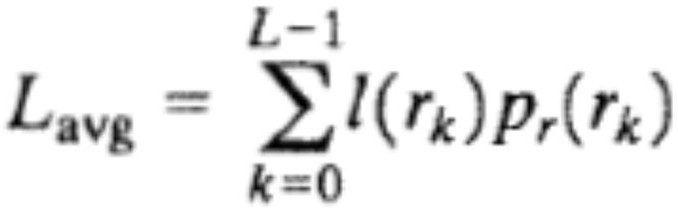 L_avg = \sum_{k=0}^{L-1} l(r_k) p_r(r_k)